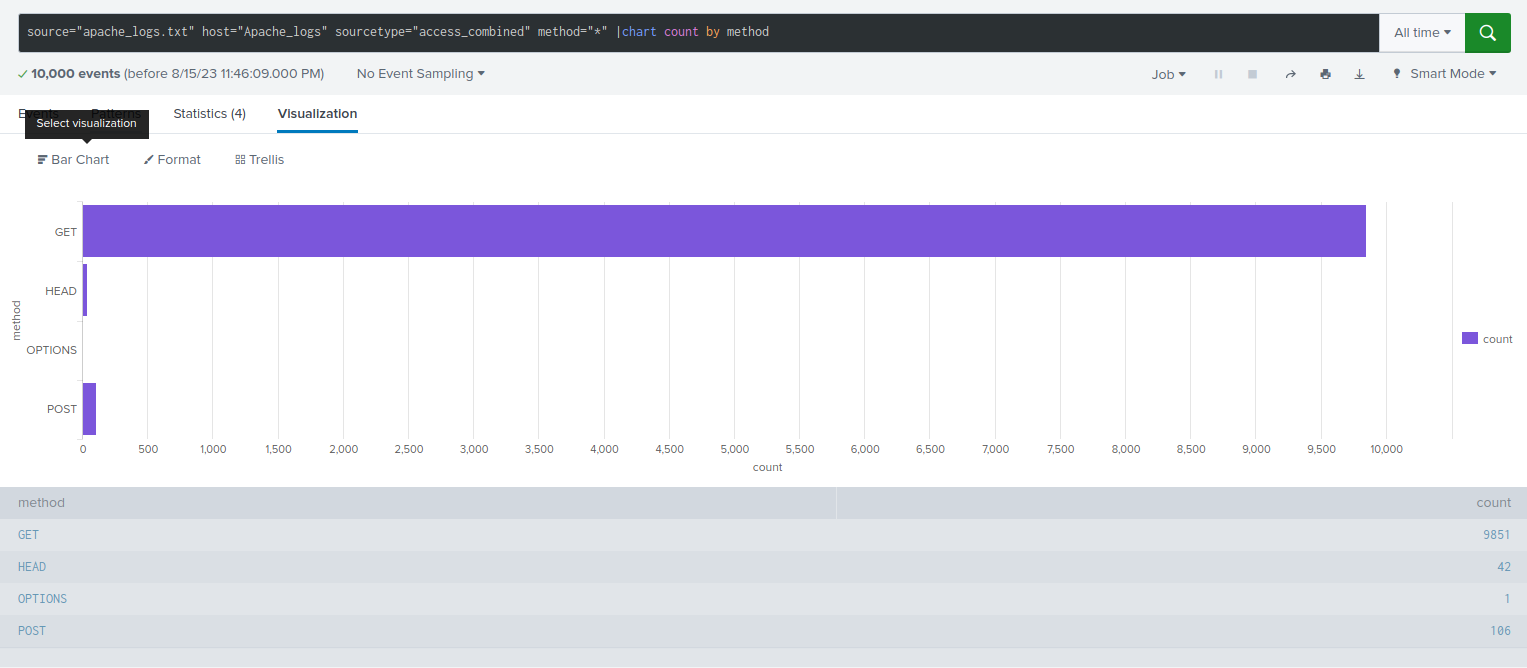 source="apache_logs.txt" host="Apache_logs" sourcetype="access_combined" method="*" |chart count by method
All time
10,000 events (before 8/15/23 11:46:09.000 PM) No Event Sampling
Job Smart Mode
Events Patterns Statistics (4) Visualization
Select visualization
Bar Chart Format Trellis
GET
HEAD
OPTIONS
POST
method
0 500 1,000 1,500 2,000 2,500 3,000 3,500 4,000 4,500 5,000 5,500 6,000 6,500 7,000 7,500 8,000 8,500 9,000 9,500 10,000
count
count
method count
GET 9851
HEAD 42
OPTIONS 1
POST 106